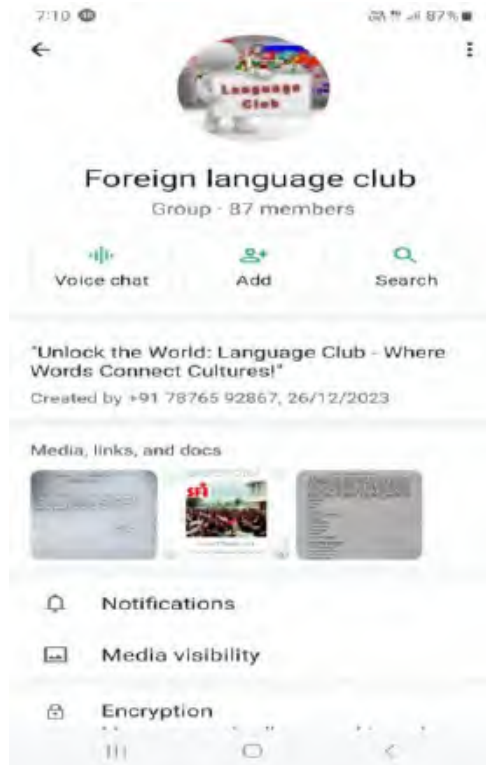 7:10
87%
Language
Club
Foreign language club
Group · 87 members
Voice chat
Add
Search
"Unlock the World: Language Club - Where
Words Connect Cultures!"
Created by +91 78765 92867, 26/12/2023
Media, links, and docs
SFI
Notifications
Media visibility
Encryption